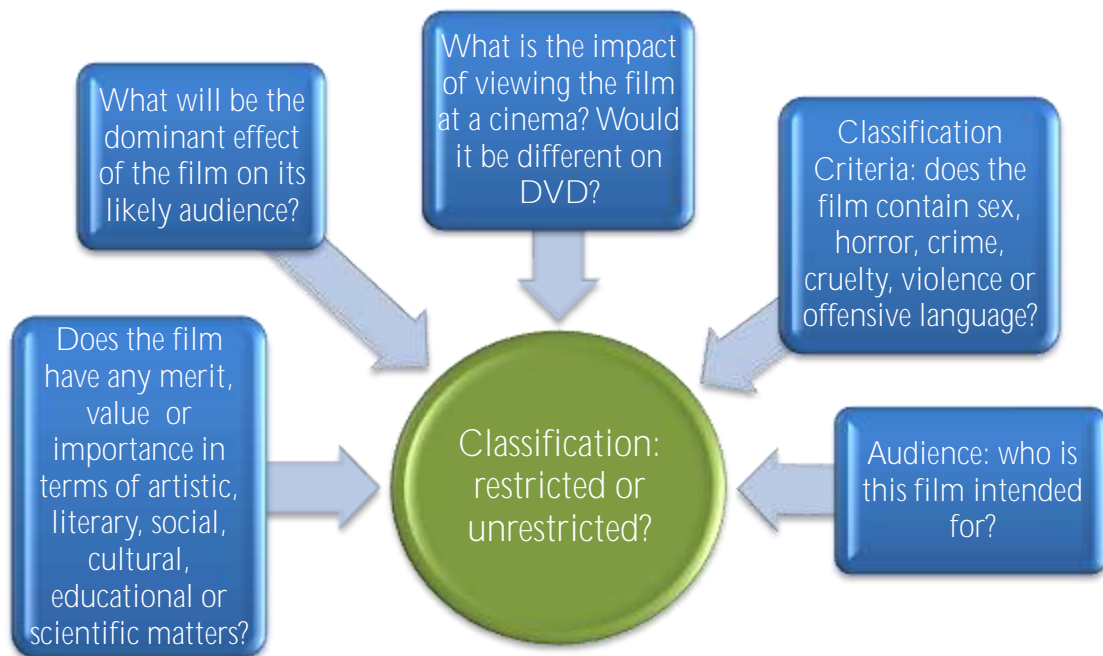 What will be the
dominant effect
of the film on its
likely audience?
What is the impact
of viewing the film
at a cinema? Would
it be different on
DVD?
Classification
Criteria: does the
film contain sex,
horror, crime,
cruelty, violence or
offensive language?
Does the film
have any merit,
value or
importance in
terms of artistic,
literary, social,
cultural,
educational or
scientific matters?
Classification:
restricted or
unrestricted?
Audience: who is
this film intended
for?